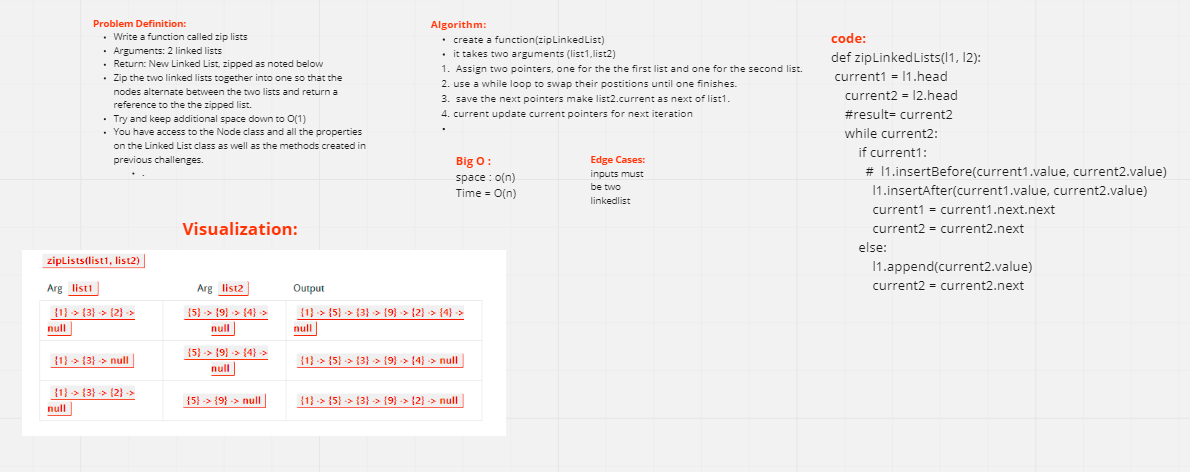 Problem Definition:
• Write a function called zip lists
• Arguments: 2 linked lists
• Return: New Linked List, zipped as noted below
• Zip the two linked lists together into one so that the
nodes alternate between the two lists and return a
reference to the the zipped list.
• Try and keep additional space down to O(1)
• You have access to the Node class and all the properties
on the Linked List class as well as the methods created in
previous challenges.
• .
Algorithm:
• create a function(zipLinkedList)
• it takes two arguments (list1,list2)
1. Assign two pointers, one for the the first list and one for the second list.
2. use a while loop to swap their postitions until one finishes.
3. save the next pointers make list2.current as next of list1.
4. current update current pointers for next iteration
•
Big O :
space : o(n)
Time = O(n)
Edge Cases:
inputs must
be two
linkedlist
code:
def zipLinkedLists(l1, l2):
current1 = l1.head
current2 = l2.head
#result= current2
while current2:
if current1:
# l1.insertBefore(current1.value, current2.value)
l1.insertAfter(current1.value, current2.value)
current1 = current1.next.next
current2 = current2.next
else:
l1.append(current2.value)
current2 = current2.next
Visualization:
zipLists(list1, list2)
Arg list1 Arg list2 Output
{1} -> {3} -> {2} ->
null
{5} -> {9} -> {4} ->
null
{1} -> {5} -> {3} -> {9} -> {2} -> {4} ->
null
{1} -> {3} -> null
{5} -> {9} -> {4} ->
null
{1} -> {5} -> {3} -> {9} -> {4} -> null
{1} -> {3} -> {2} ->
null
{5} -> {9} -> null
{1} -> {5} -> {3} -> {9} -> {2} -> null